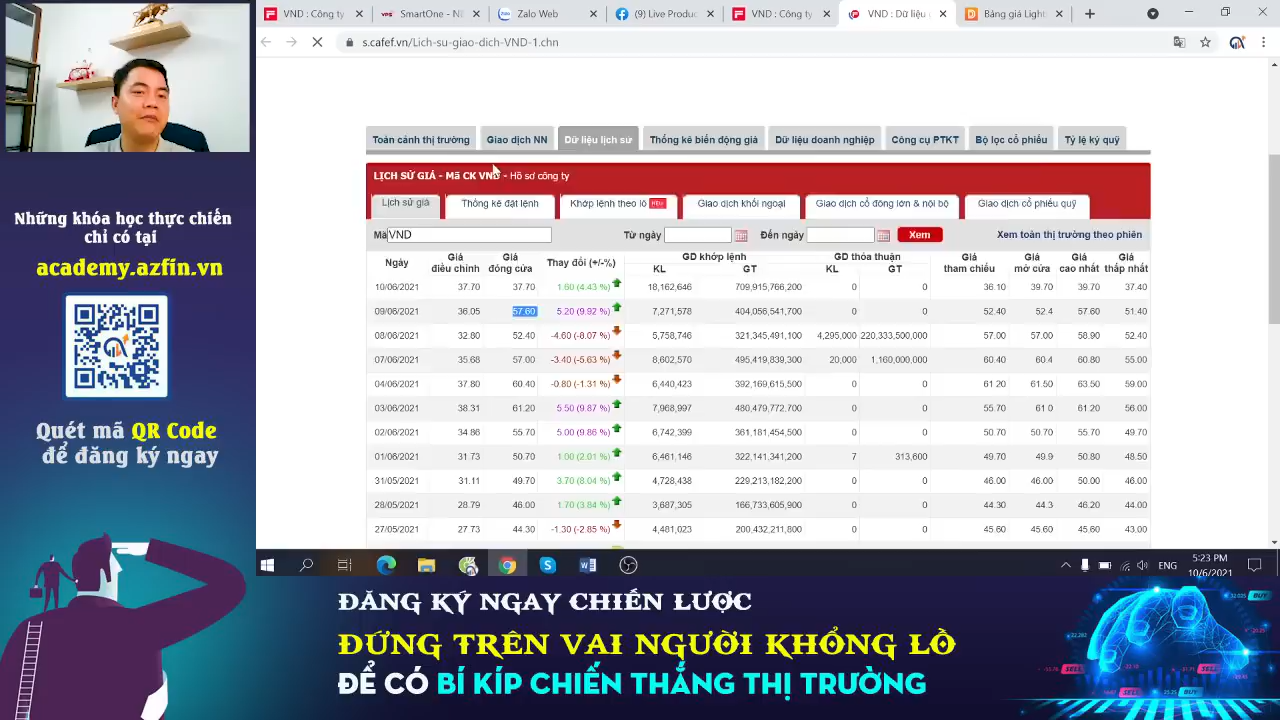 VND : Công ty
SmartOne - Mã C
Zalo Web
(9) Live Produc
VND : Công ty
VND: Dữ liệu
Bảng giá Light
s.cafef.vn/Lich-su-giao-dich-VND-1.chn
Toàn cảnh thị trường Giao dịch NN Dữ liệu lịch sử Thống kê biến động giá Dữ liệu doanh nghiệp Công cụ PTKT Bộ lọc cổ phiếu Tỷ lệ ký quỹ
LỊCH SỬ GIÁ - Mã CK VND - Hồ sơ công ty
Lịch sử giá Thống kê đặt lệnh Khớp lệnh theo lô NEW Giao dịch khối ngoại Giao dịch cổ đông lớn & nội bộ Giao dịch cổ phiếu quỹ
Mã VND Từ ngày Đến ngày Xem Xem toàn thị trường theo phiên
Ngày Giá điều chỉnh Giá đóng cửa Thay đổi (+/-%) GD khớp lệnh KL GT GD thỏa thuận KL GT Giá tham chiếu Giá mở cửa Giá cao nhất Giá thấp nhất
10/06/2021 37.70 37.70 1.60 (4.43 %) 18,162,646 709,915,766,200 0 0 36.10 39.70 39.70 37.40
09/06/2021 36.05 57.60 5.20 (9.92 %) 7,271,578 404,056,541,700 0 0 52.40 52.4 57.60 51.40
08/06/2021 32.80 52.40 -4.60 (-8.07 %) 5,758,746 321,345,491,100 4,295,600 220,333,500,000 57.00 57.00 58.90 52.40
07/06/2021 35.68 57.00 -3.40 (-5.63 %) 8,602,570 495,419,839,300 20,000 1,160,000,000 60.40 60.4 60.80 55.00
04/06/2021 37.80 60.40 -0.80 (-1.31 %) 6,440,423 392,169,013,500 0 0 61.20 61.50 63.50 59.00
03/06/2021 38.31 61.20 5.50 (9.87 %) 7,968,997 480,479,772,700 0 0 55.70 61.0 61.20 56.00
02/06/2021 34.86 55.70 5.00 (9.86 %) 6,742,399 361,181,454,500 0 0 50.70 50.70 55.70 49.70
01/06/2021 31.73 50.70 1.00 (2.01 %) 6,461,146 322,211,341,200 7 313,600 49.70 49.9 50.80 48.50
31/05/2021 31.11 49.70 3.70 (8.04 %) 4,728,438 229,213,182,200 0 0 46.00 46.00 50.00 46.00
28/05/2021 28.79 46.00 1.70 (3.84 %) 3,687,305 166,733,605,900 0 0 44.30 44.3 46.20 44.00
27/05/2021 27.73 44.30 -1.30 (-2.85 %) 4,481,023 200,432,211,800 0 0 45.60 45.60 45.60 43.00
ENG
5:23 PM
10/6/2021
Những khóa học thực chiến
chỉ có tại
academy.azfin.vn
Quét mã QR Code
để đăng ký ngay
ĐĂNG KÝ NGAY CHIẾN LƯỢC
ĐỨNG TRÊN VAI NGƯỜI KHỔNG LỒ
ĐỂ CÓ BÍ KÍP CHIẾN THẮNG THỊ TRƯỜNG
BUY
SELL
SELL
BUY